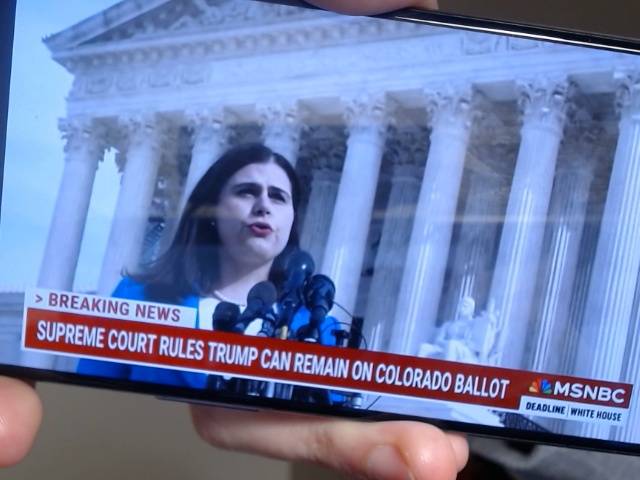 > BREAKING NEWS
SUPREME COURT RULES TRUMP CAN REMAIN ON COLORADO BALLOT
MSNBC
DEADLINE | WHITE HOUSE